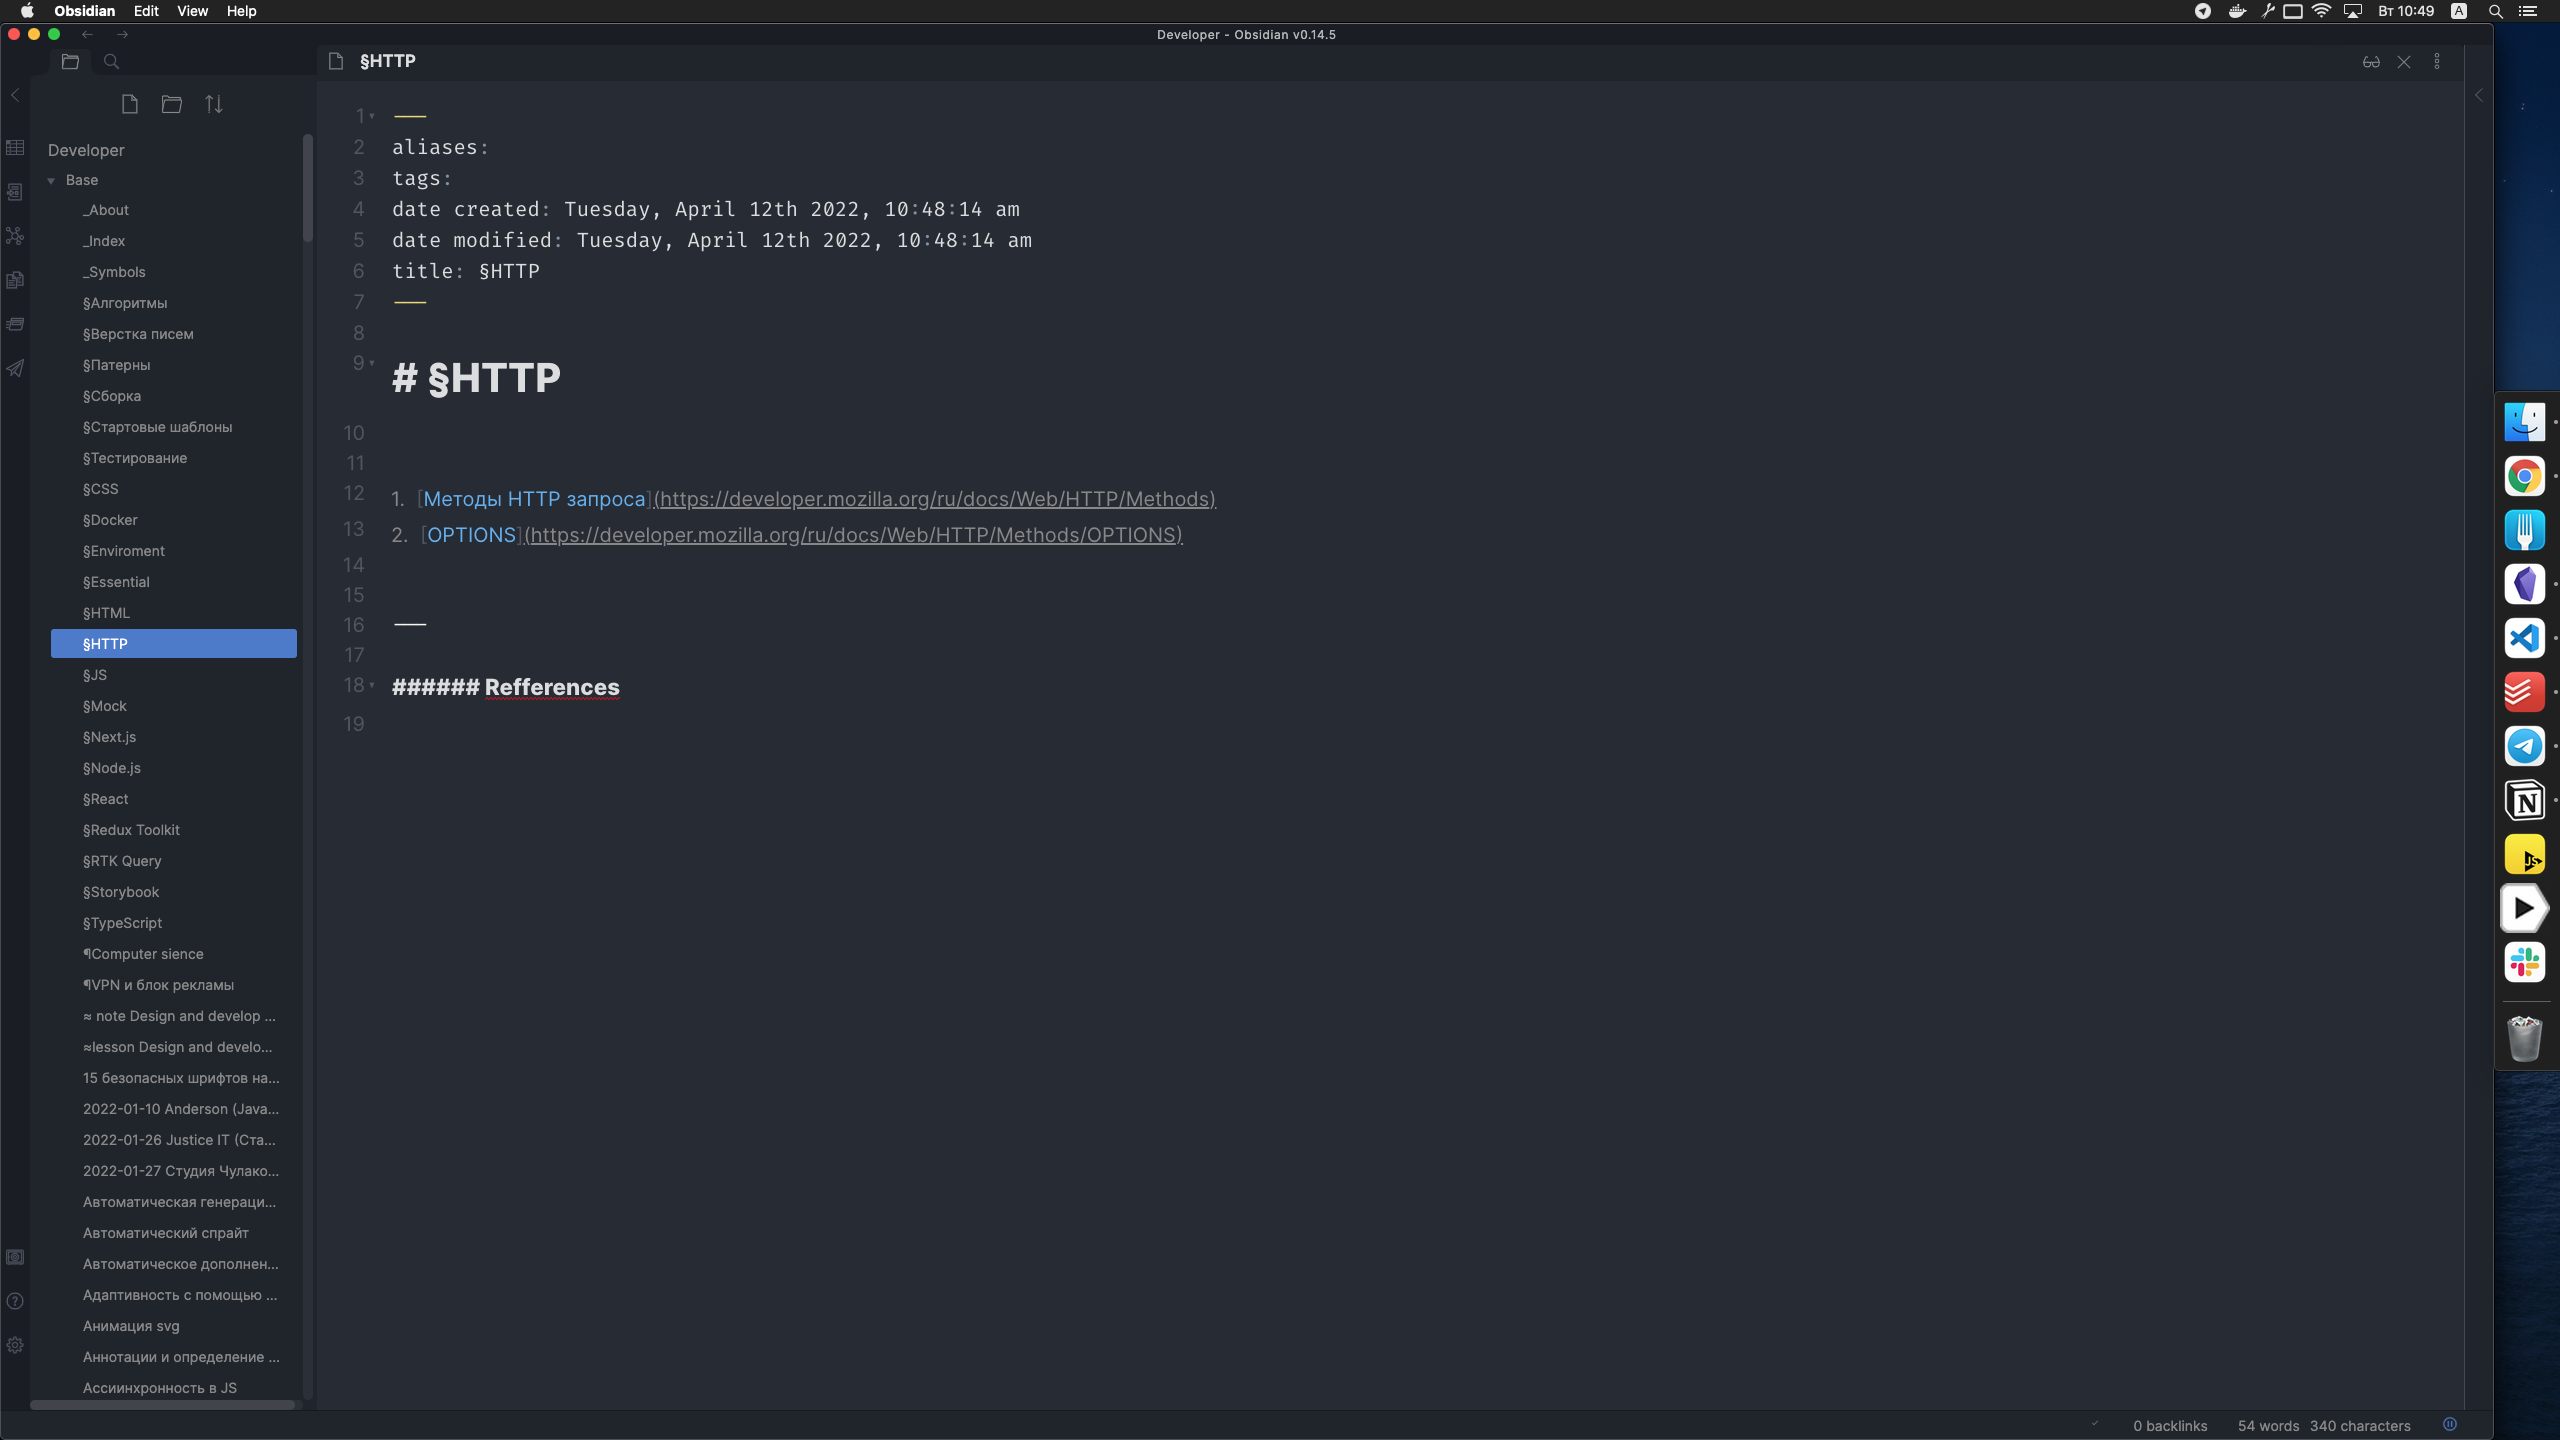 Obsidian Edit View Help
Вт 10:49 A
Developer - Obsidian v0.14.5
§HTTP
Developer
Base
_About
_Index
_Symbols
§Алгоритмы
§Верстка писем
§Патерны
§Сборка
§Стартовые шаблоны
§Тестирование
§CSS
§Docker
§Enviroment
§Essential
§HTML
§HTTP
§JS
§Mock
§Next.js
§Node.js
§React
§Redux Toolkit
§RTK Query
§Storybook
§TypeScript
¶Computer sience
¶VPN и блок рекламы
≈ note Design and develop ...
≈lesson Design and develo...
15 безопасных шрифтов на...
2022-01-10 Anderson (Java...
2022-01-26 Justice IT (Ста...
2022-01-27 Студия Чулако...
Автоматическая генераци...
Автоматический спрайт
Автоматическое дополнен...
Адаптивность с помощью ...
Анимация svg
Аннотации и определение ...
Ассиинхронность в JS
1 ---
2 aliases:
3 tags:
4 date created: Tuesday, April 12th 2022, 10:48:14 am
5 date modified: Tuesday, April 12th 2022, 10:48:14 am
6 title: §HTTP
7 ---
8
9 # §HTTP
10
11
12 1. [Методы HTTP запроса](https://developer.mozilla.org/ru/docs/Web/HTTP/Methods)
13 2. [OPTIONS](https://developer.mozilla.org/ru/docs/Web/HTTP/Methods/OPTIONS)
14
15
16 ---
17
18 ###### Refferences
19
N
JS
0 backlinks 54 words 340 characters